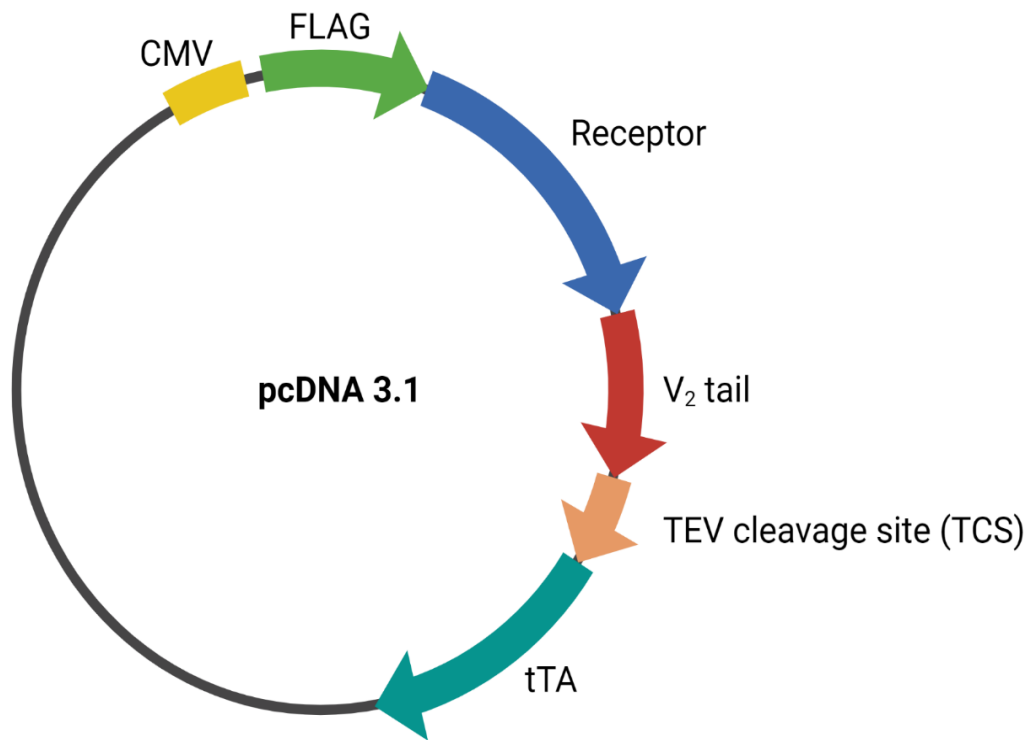 FLAG
CMV
Receptor
pcDNA 3.1
V₂ tail
TEV cleavage site (TCS)
tTA